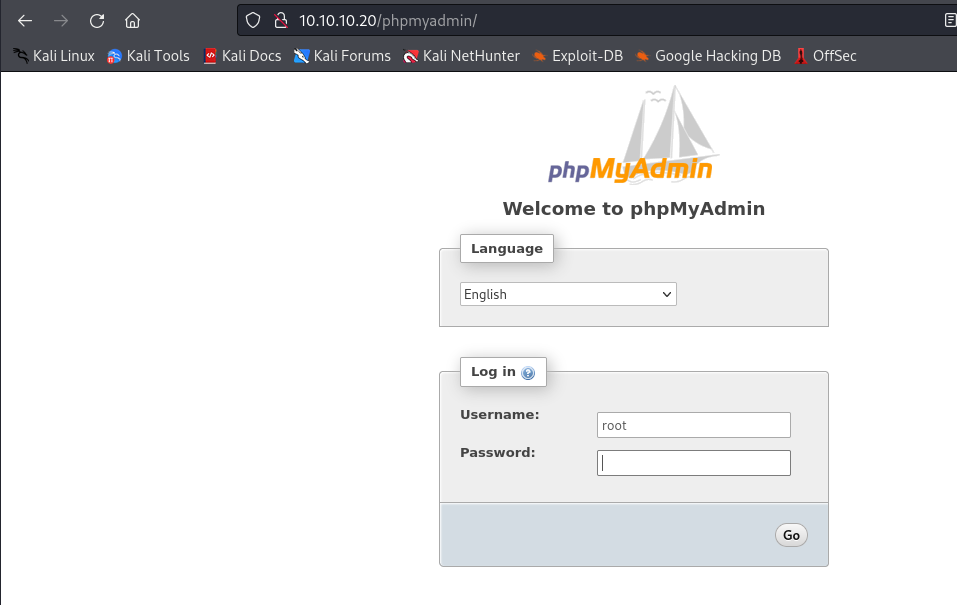 10.10.10.20/phpmyadmin/
Kali Linux Kali Tools Kali Docs Kali Forums Kali NetHunter Exploit-DB Google Hacking DB OffSec
phpMyAdmin
Welcome to phpMyAdmin
Language
English
Log in
Username:
root
Password:
Go